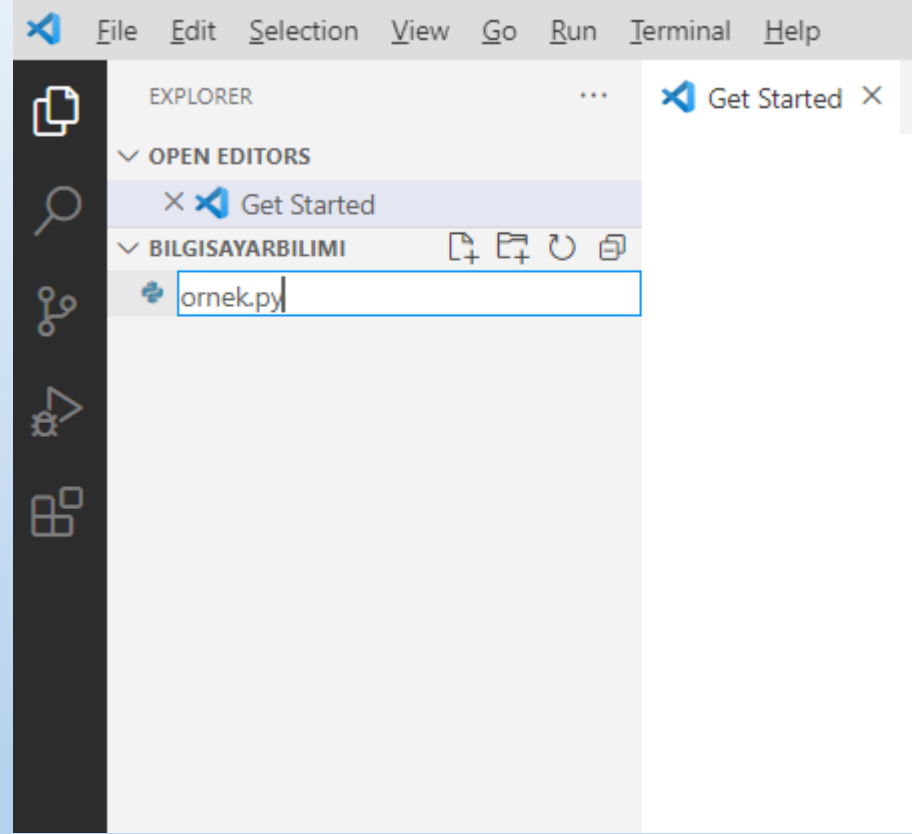 File Edit Selection View Go Run Terminal Help
EXPLORER ...
Get Started
OPEN EDITORS
Get Started
BILGISAYARBILIMI
ornek.py